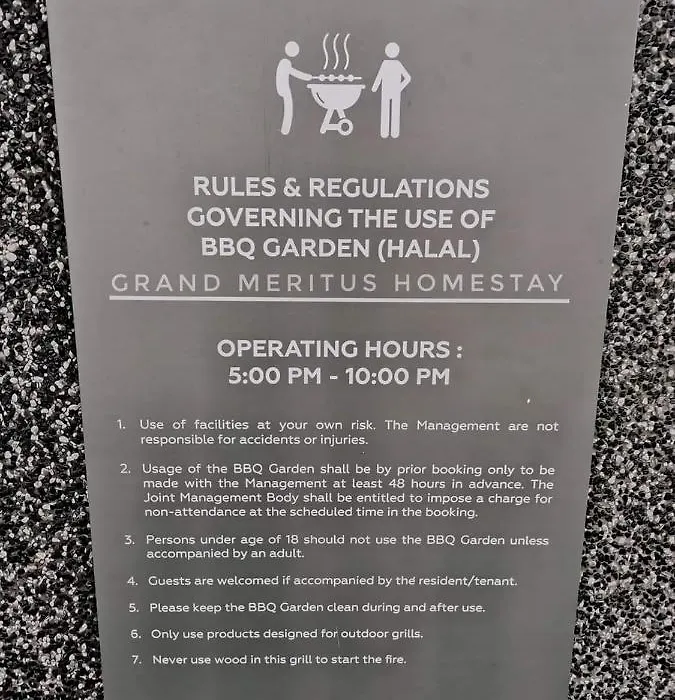 RULES & REGULATIONS
GOVERNING THE USE OF
BBQ GARDEN (HALAL)
GRAND MERITUS HOMESTAY
OPERATING HOURS :
5:00 PM - 10:00 PM
1. Use of facilities at your own risk. The Management are not
responsible for accidents or injuries.
2. Usage of the BBQ Garden shall be by prior booking only to be
made with the Management at least 48 hours in advance. The
Joint Management Body shall be entitled to impose a charge for
non-attendance at the scheduled time in the booking.
3. Persons under age of 18 should not use the BBQ Garden unless
accompanied by an adult.
4. Guests are welcomed if accompanied by the resident/tenant.
5. Please keep the BBQ Garden clean during and after use.
6. Only use products designed for outdoor grills.
7. Never use wood in this grill to start the fire.